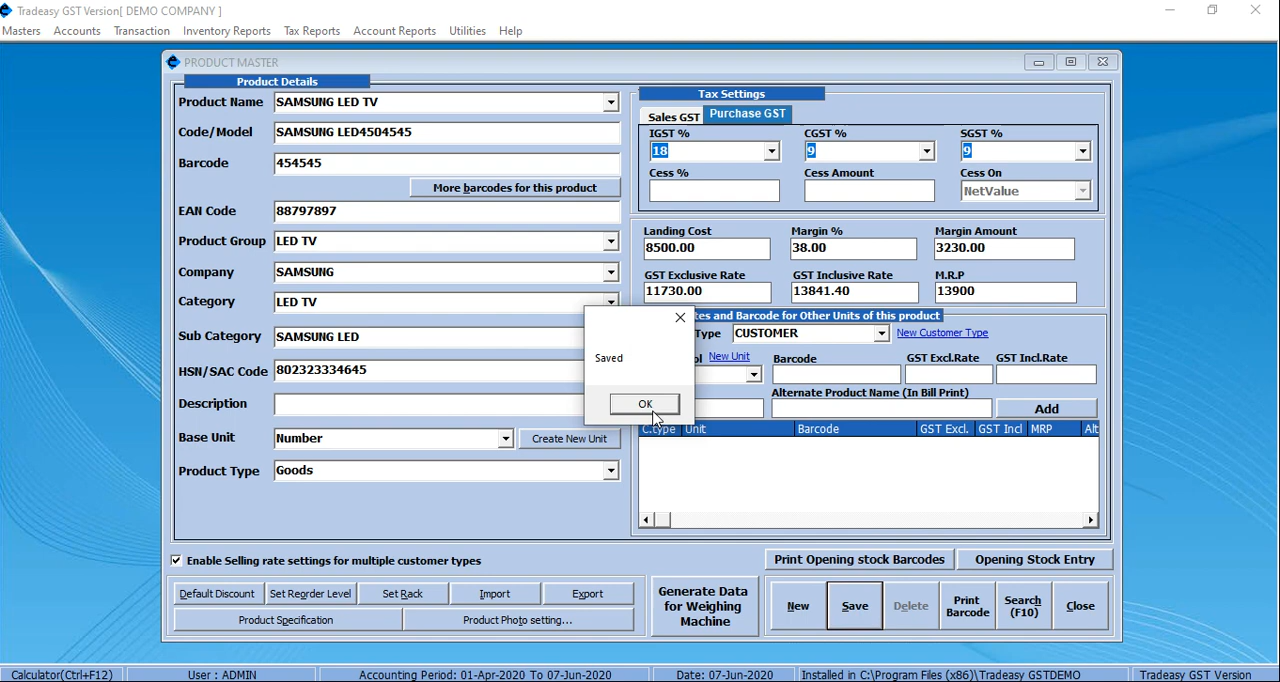 Tradeasy GST Version[ DEMO COMPANY ]
Masters Accounts Transaction Inventory Reports Tax Reports Account Reports Utilities Help
PRODUCT MASTER
Product Details
Product Name SAMSUNG LED TV
Code/Model SAMSUNG LED4504545
Barcode 454545
More barcodes for this product
EAN Code 88797897
Product Group LED TV
Company SAMSUNG
Category LED TV
Sub Category SAMSUNG LED
HSN/SAC Code 802323334645
Description
Base Unit Number Create New Unit
Product Type Goods
Tax Settings
Sales GST Purchase GST
IGST % CGST % SGST %
18 9 9
Cess % Cess Amount Cess On
NetValue
Landing Cost Margin % Margin Amount
8500.00 38.00 3230.00
GST Exclusive Rate GST Inclusive Rate M.R.P
11730.00 13841.40 13900
tes and Barcode for Other Units of this product
Type CUSTOMER New Customer Type
New Unit Barcode GST Excl.Rate GST Incl.Rate
Alternate Product Name (In Bill Print)
Add
C.type Unit Barcode GST Excl. GST Incl MRP Alt
Saved
OK
Enable Selling rate settings for multiple customer types
Print Opening stock Barcodes Opening Stock Entry
Default Discount Set Reorder Level Set Rack Import Export
Product Specification Product Photo setting...
Generate Data
for Weighing
Machine
New Save Delete Print
Barcode Search
(F10) Close
Calculator(Ctrl+F12) User : ADMIN Accounting Period: 01-Apr-2020 To 07-Jun-2020 Date: 07-Jun-2020 Installed in C:\Program Files (x86)\Tradeasy GSTDEMO Tradeasy GST Version